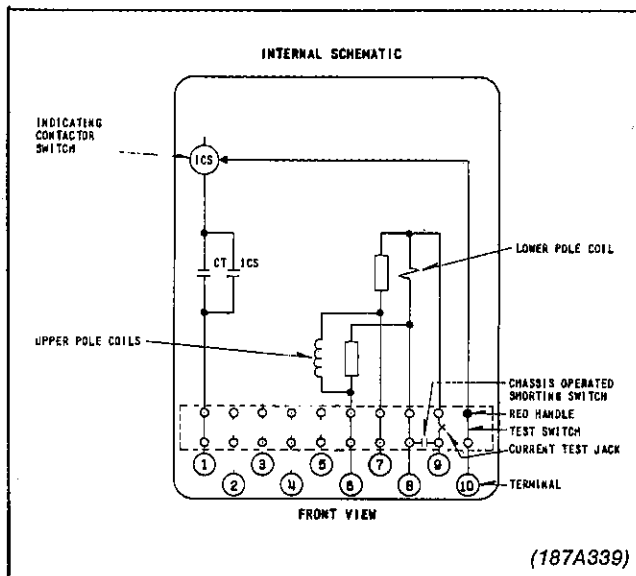 INTERNAL SCHEMATIC
INDICATING
CONTACTOR
SWITCH
ICS
CT ICS
LOWER POLE COIL
UPPER POLE COILS
CHASSIS OPERATED
SHORTING SWITCH
RED HANDLE
TEST SWITCH
CURRENT TEST JACK
1 3 5 7 9
2 4 6 8 10
TERMINAL
FRONT VIEW
(187A339)